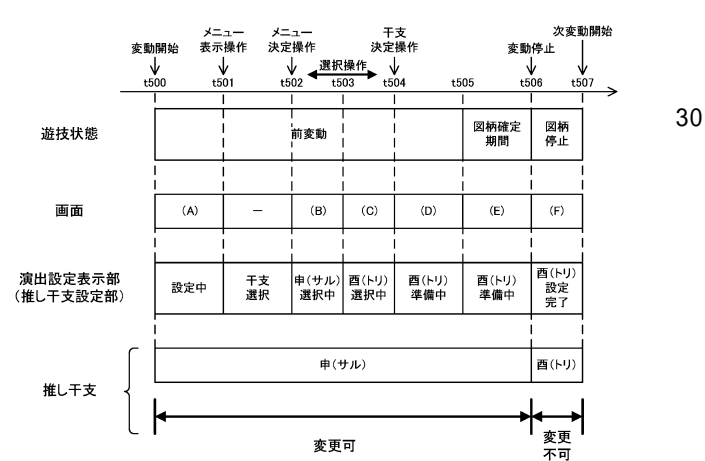 次変動開始
メニュー メニュー 干支
変動開始 表示操作 決定操作 決定操作 変動停止
選択操作
t500 t501 t502 t503 t504 t505 t506 t507
30
遊技状態 前変動 図柄確定 図柄
期間 停止
画面 (A) ー (B) (C) (D) (E) (F)
演出設定表示部 設定中 干支 申(サル) 酉(トリ) 酉(トリ) 酉(トリ) 酉(トリ)
(推し干支設定部) 選択 選択中 選択中 準備中 準備中 設定
完了
申(サル) 酉(トリ)
推し干支
変更可 変更
不可